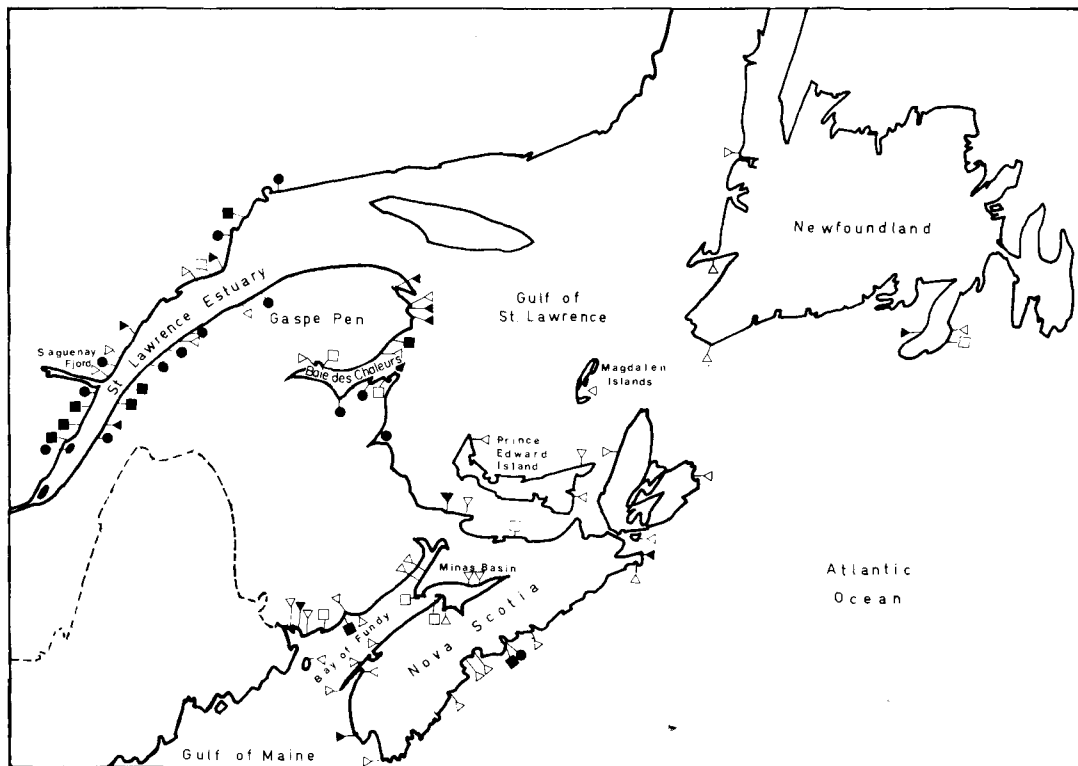 Newfoundland
St. Lawrence Estuary
Gulf of
St. Lawrence
Gaspe Pen
Saguenay
Fjord
Baie des Chaleurs
Magdalen
Islands
Prince
Edward
Island
Minas Basin
Atlantic
Ocean
Bay of Fundy
Nova Scotia
Gulf of Maine